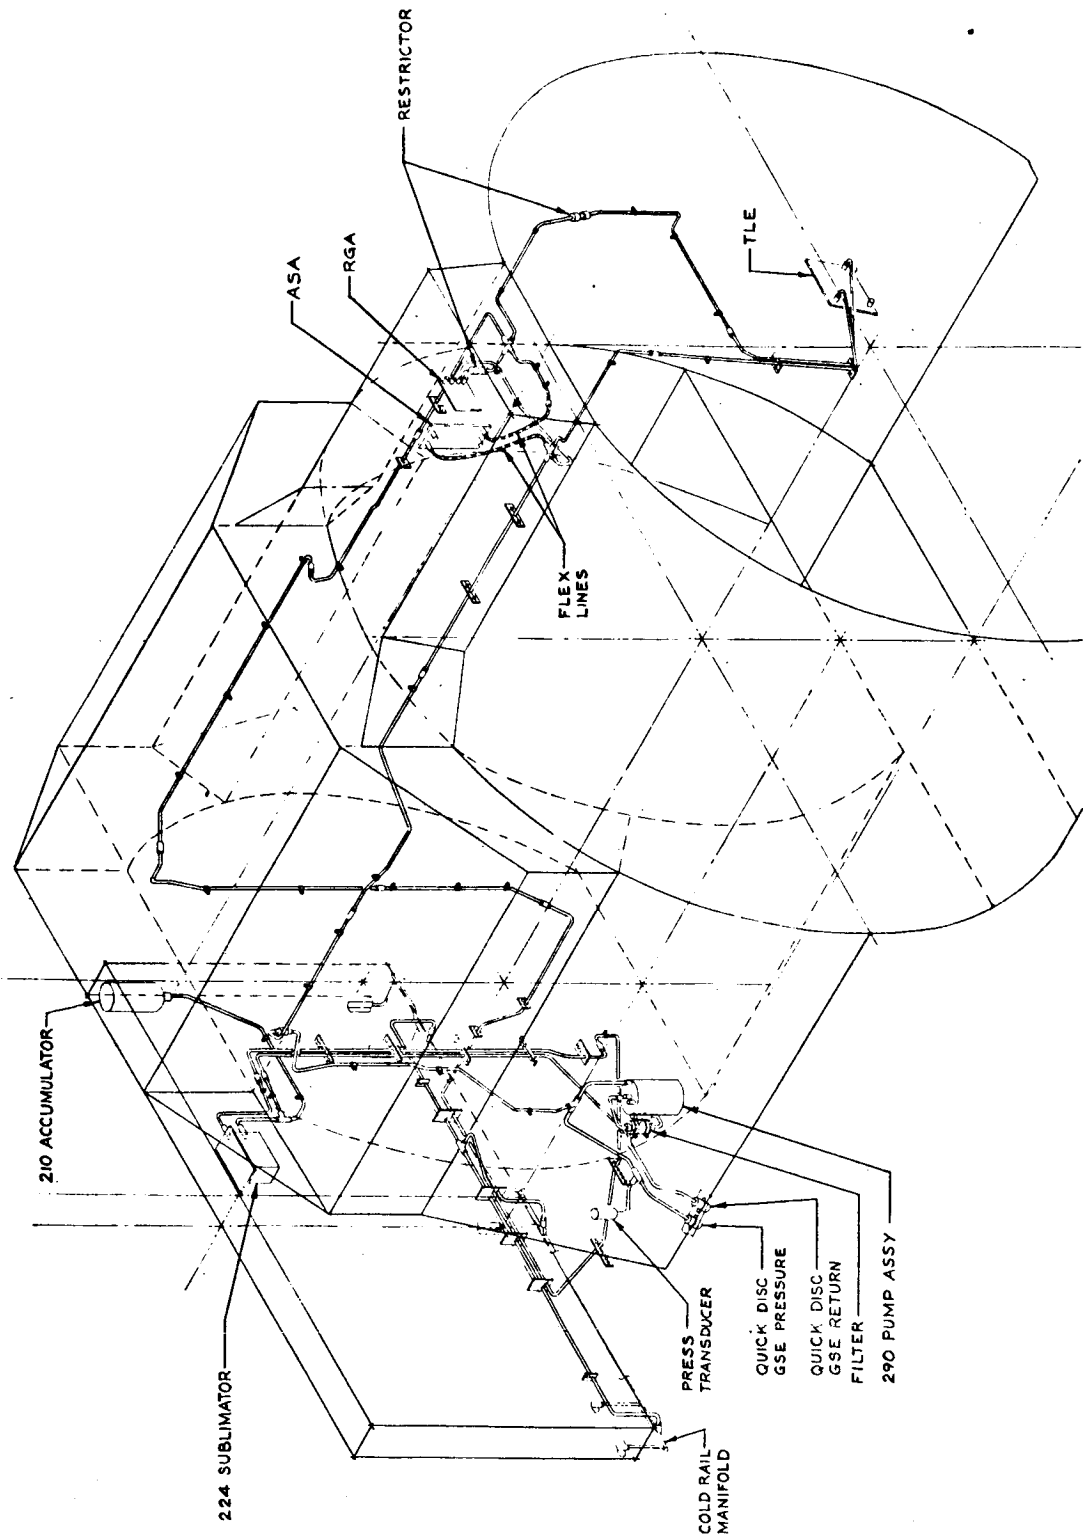 RESTRICTOR
ASA
RGA
TLE
FLEX
LINES
210 ACCUMULATOR
224 SUBLIMATOR
PRESS
TRANSDUCER
QUICK DISC
GSE PRESSURE
QUICK DISC
GSE RETURN
FILTER
290 PUMP ASSY
COLD RAIL
MANIFOLD